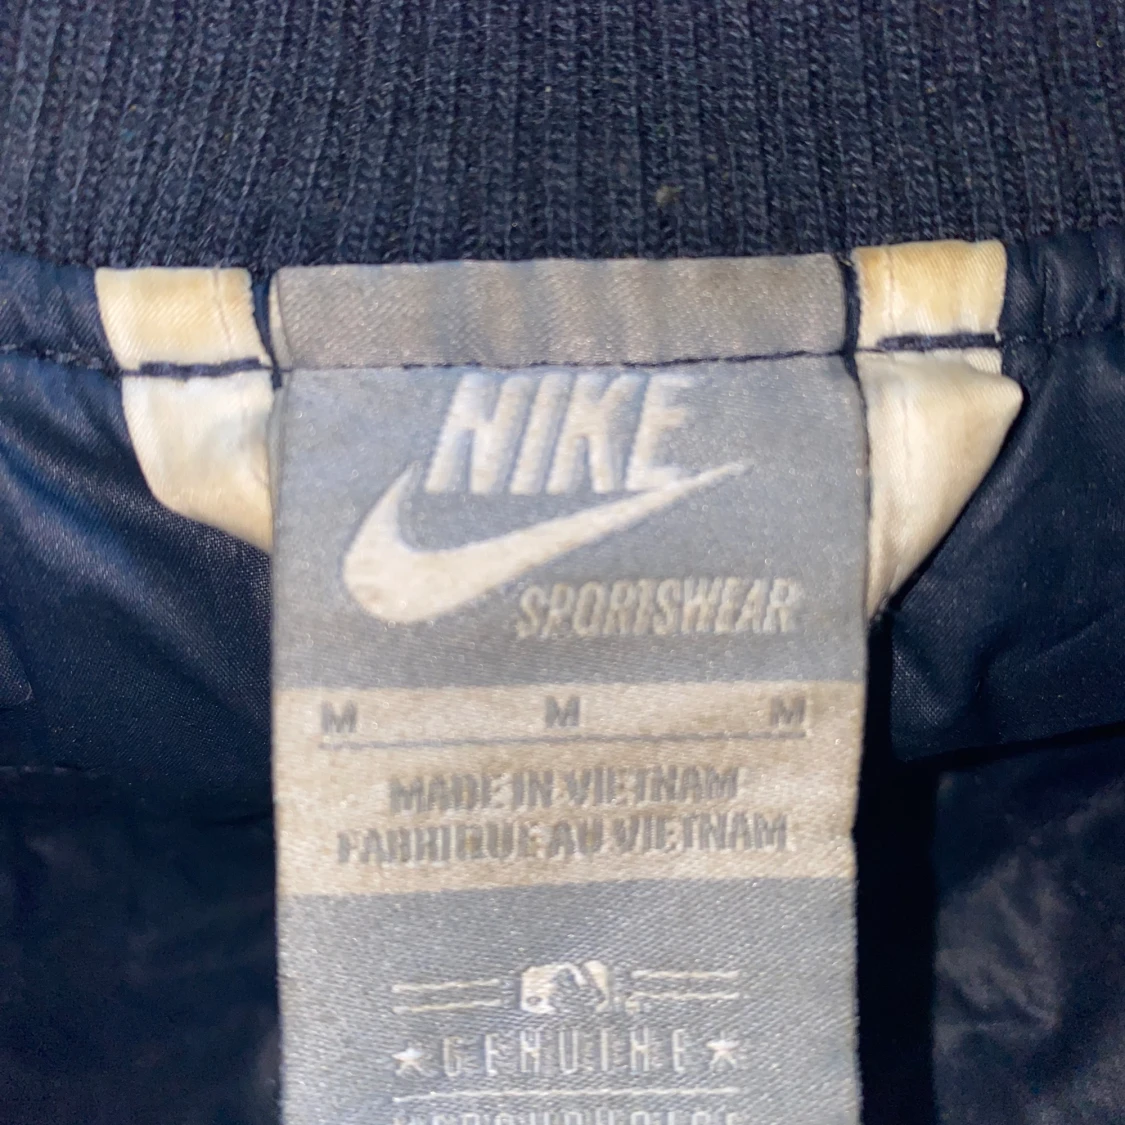 NIKE
SPORTSWEAR
M M M
MADE IN VIETNAM
FABRIQUE AU VIETNAM
★ GENUINE ★